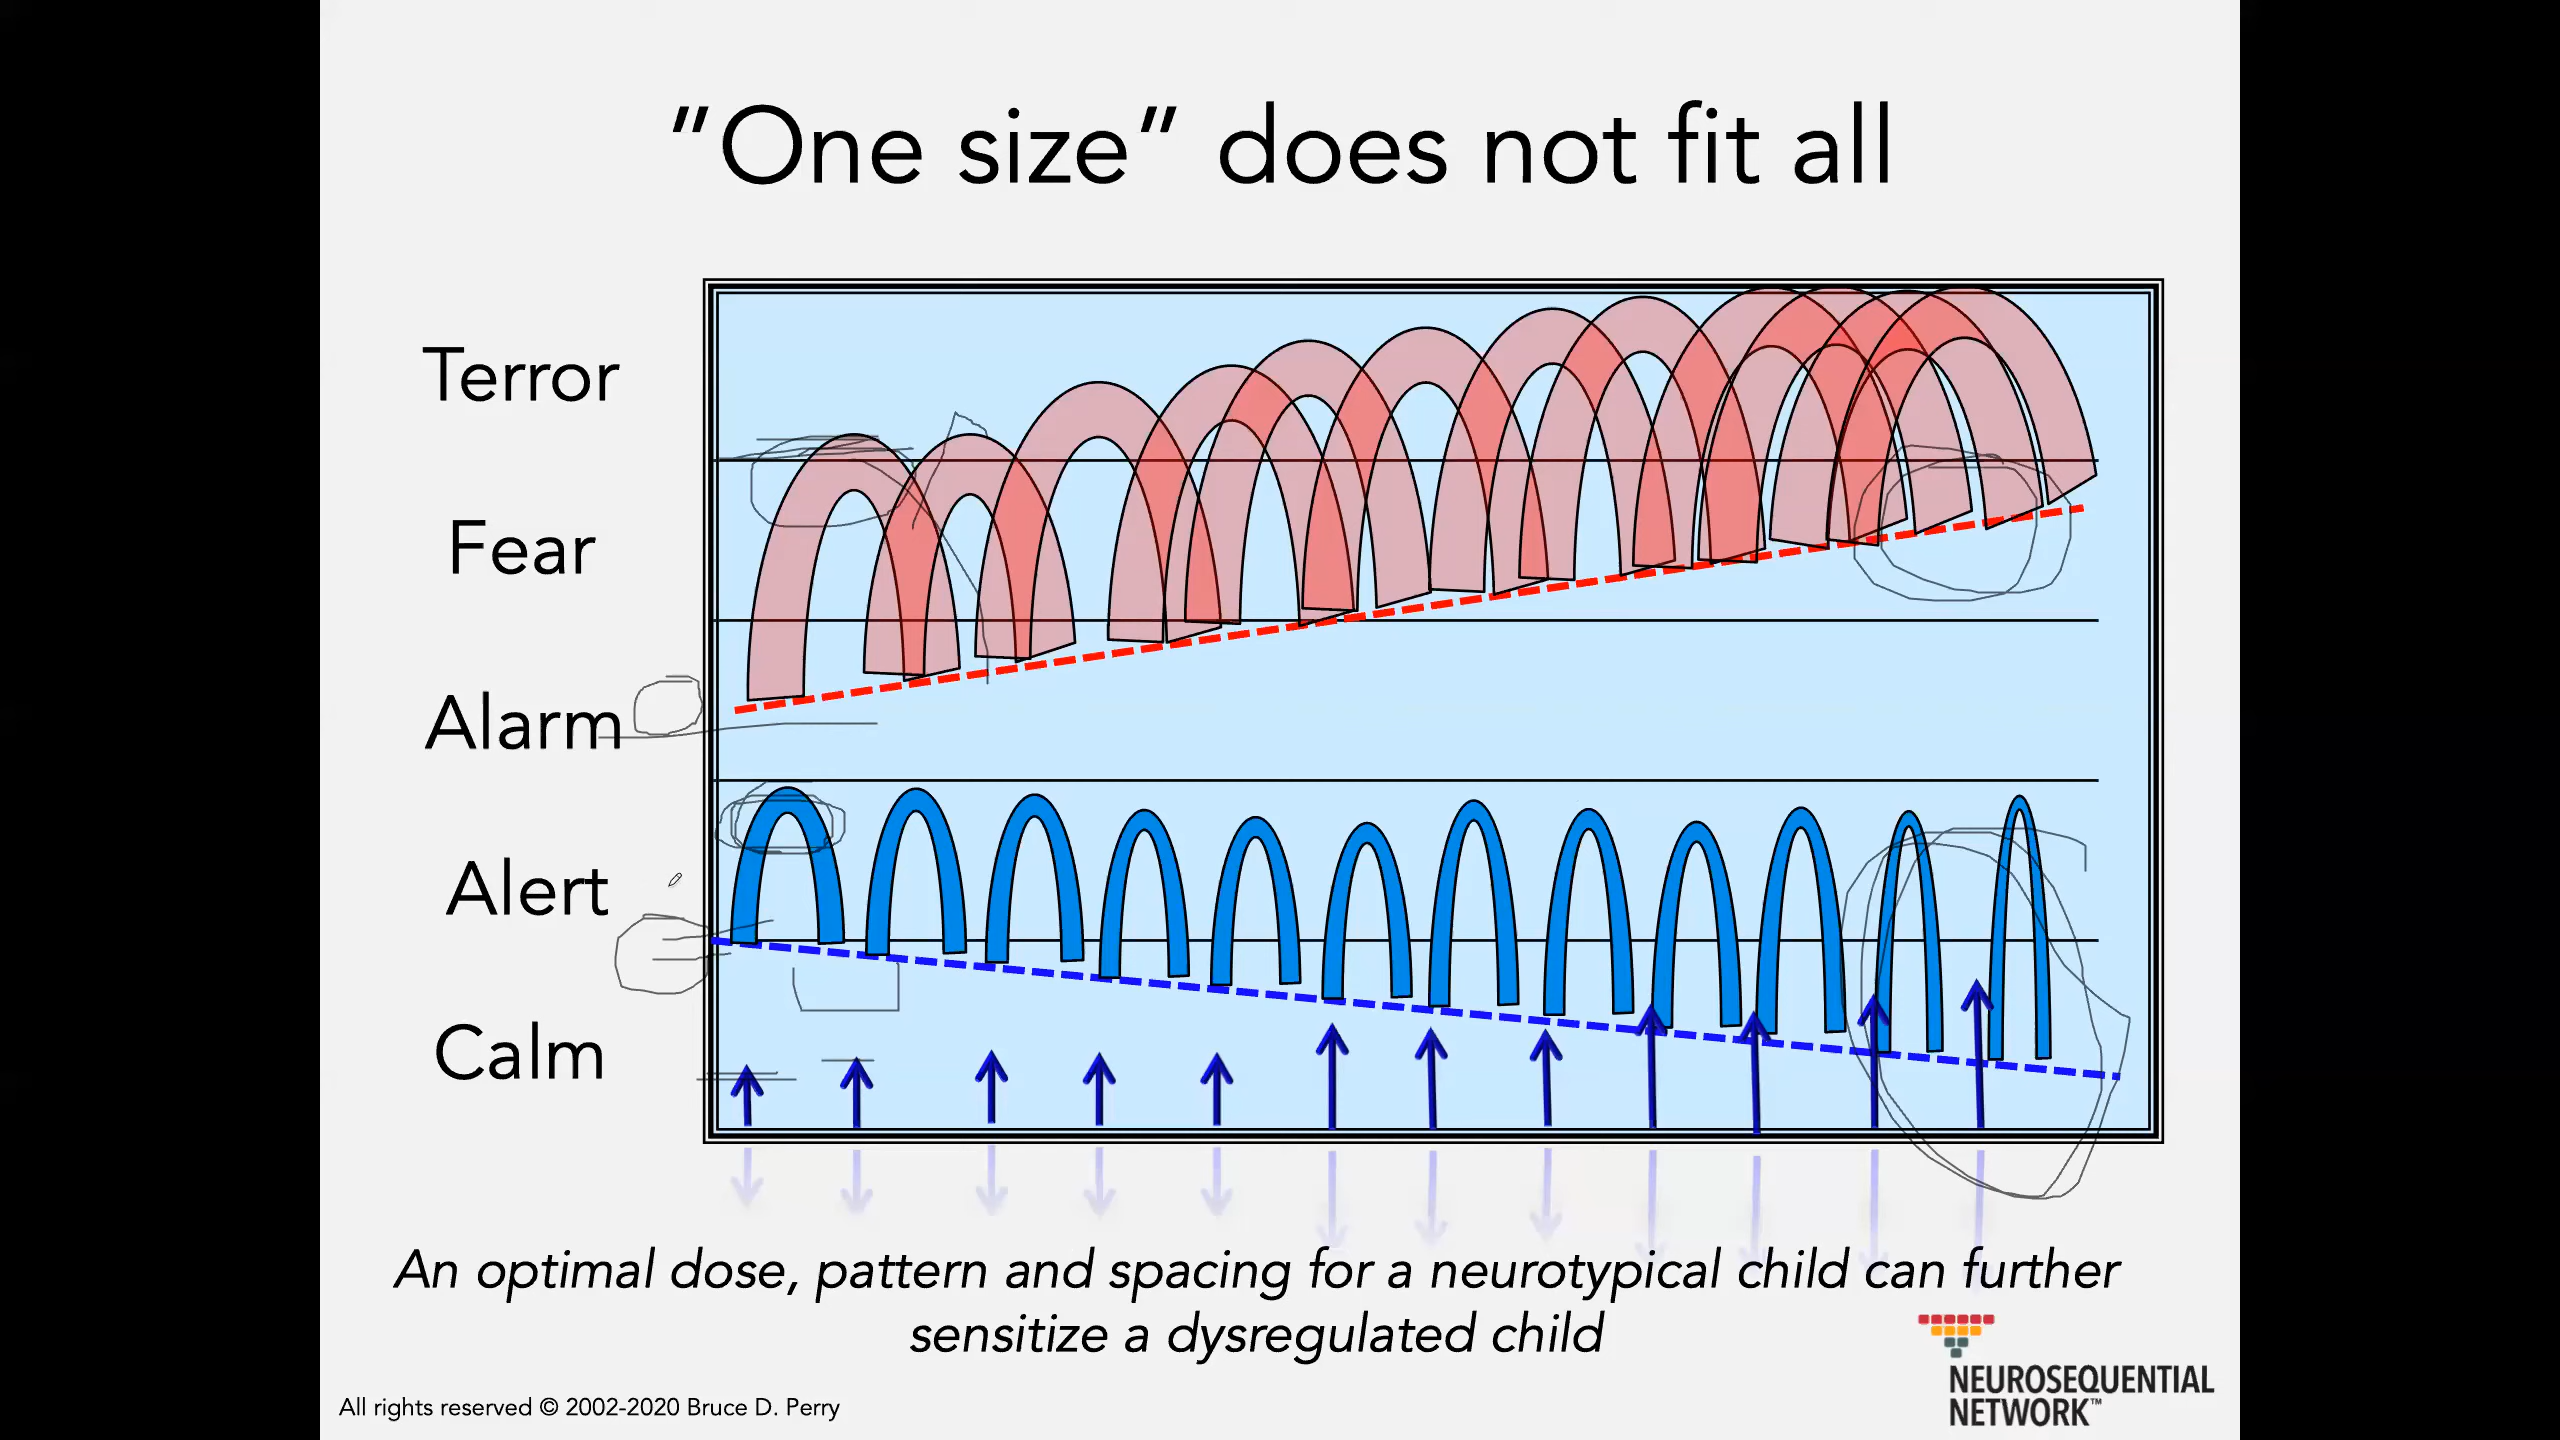 "One size" does not fit all
Terror
Fear
Alarm
Alert
Calm
An optimal dose, pattern and spacing for a neurotypical child can further
sensitize a dysregulated child
NEUROSEQUENTIAL
NETWORK™
All rights reserved © 2002-2020 Bruce D. Perry